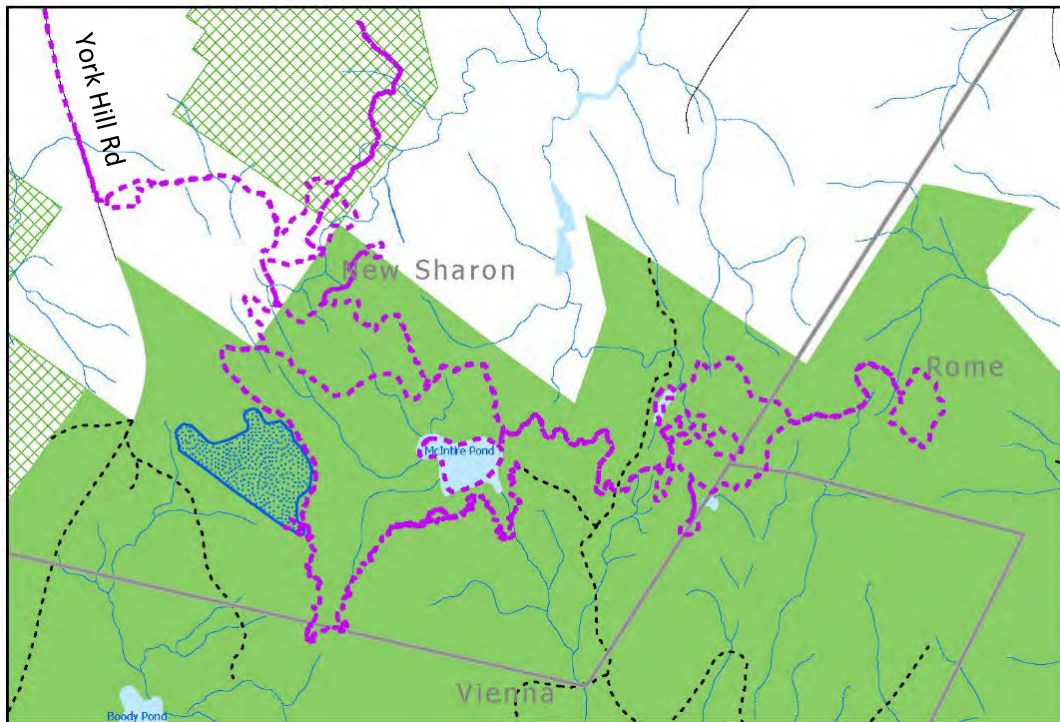 York Hill Rd
New Sharon
Rome
McIntire Pond
Vienna
Boody Pond